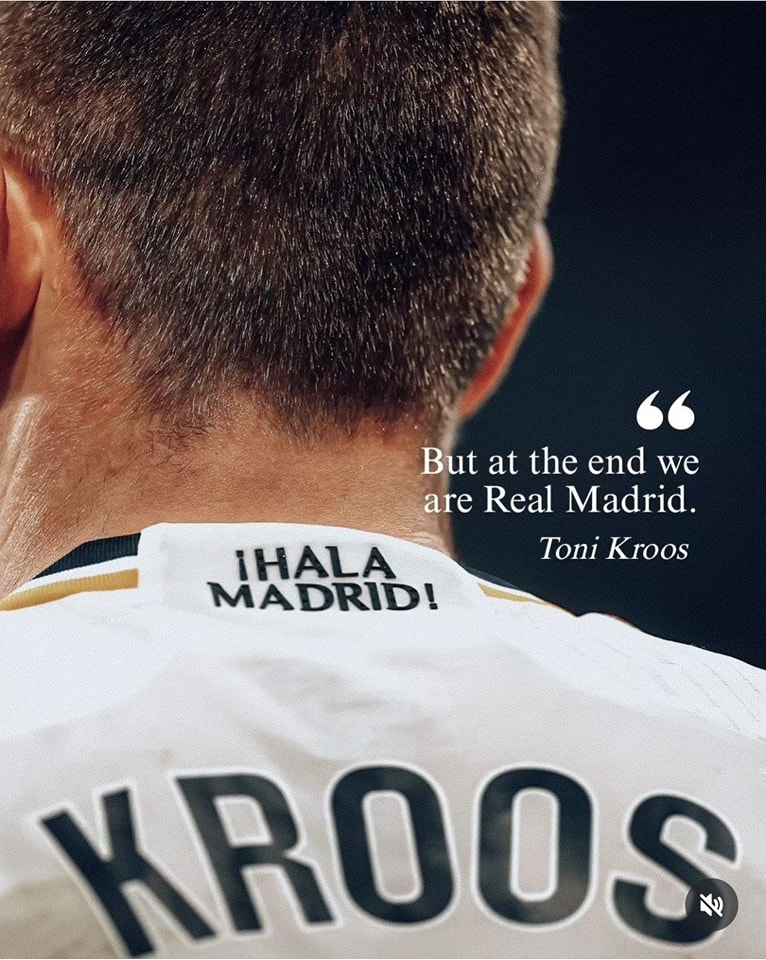 “
But at the end we
are Real Madrid.
Toni Kroos
¡HALA
MADRID!
KROOS